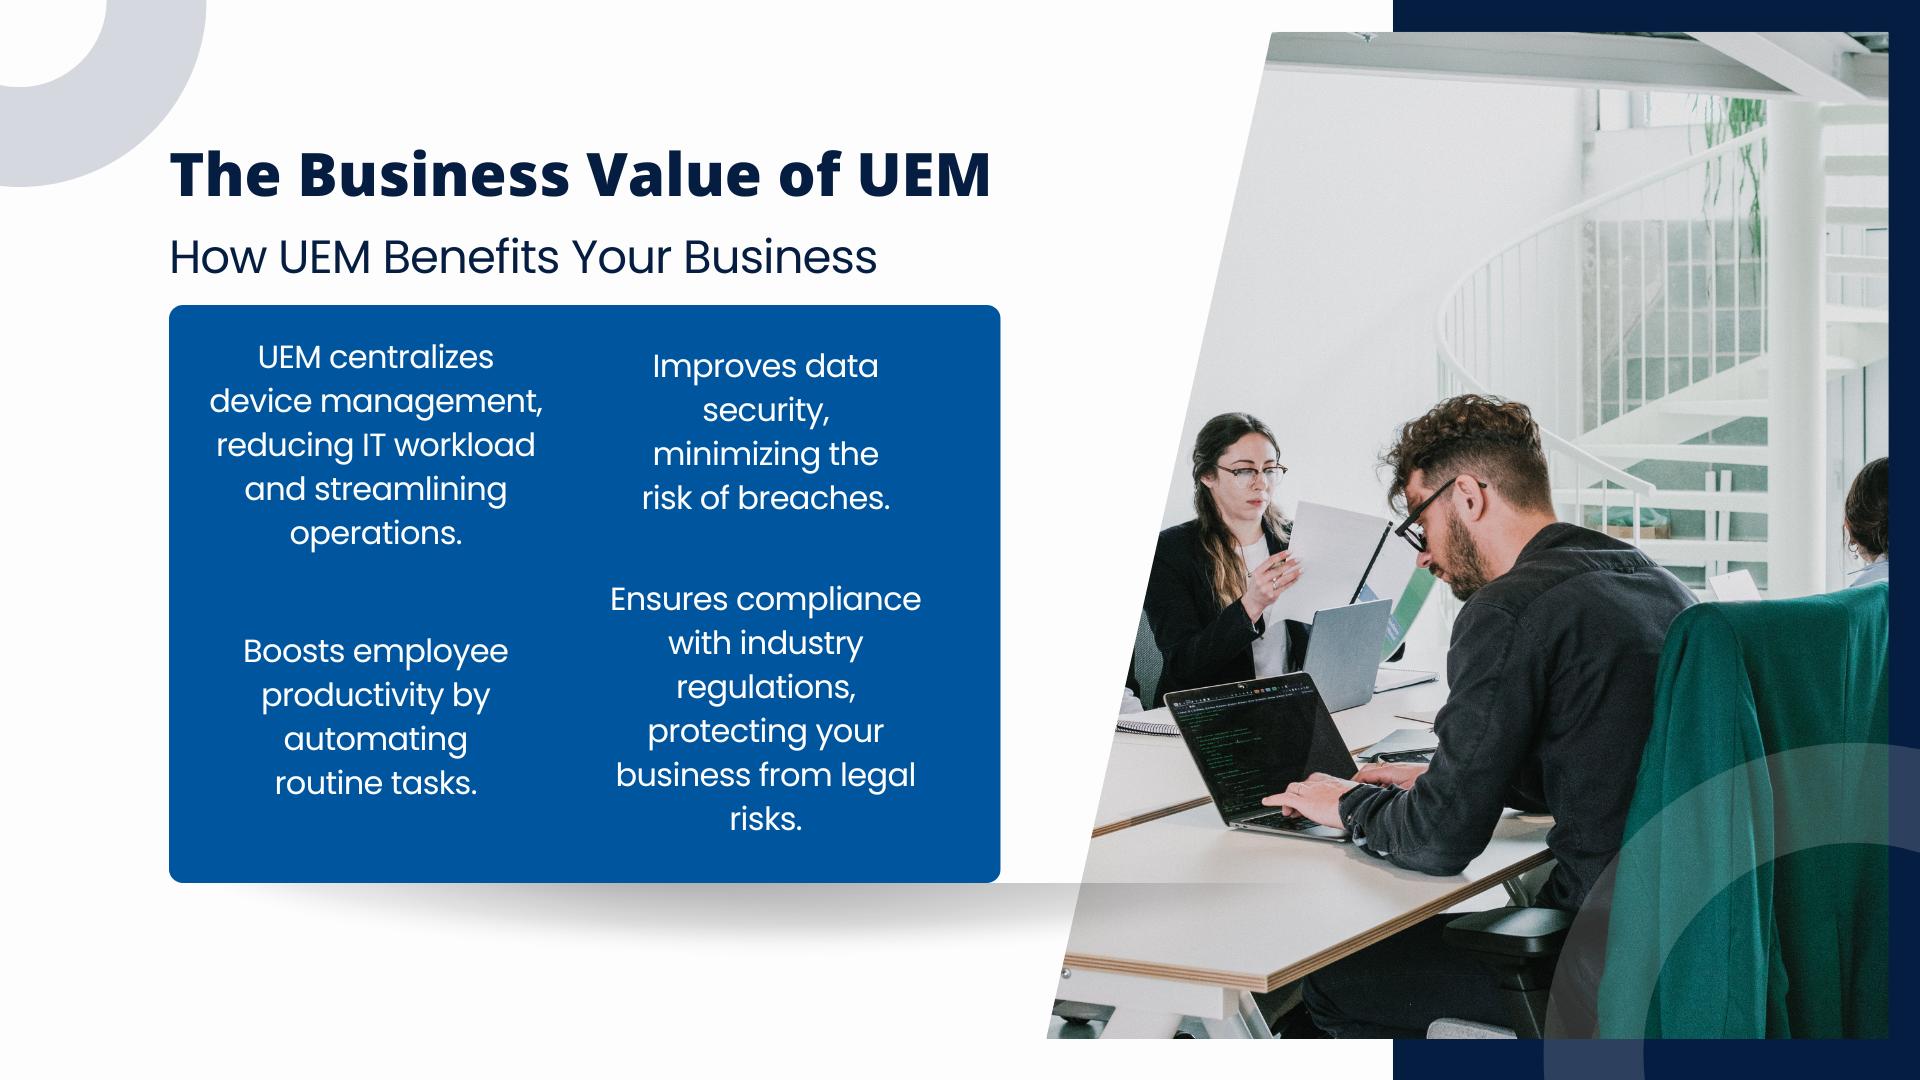 The Business Value of UEM
How UEM Benefits Your Business
UEM centralizes
device management,
reducing IT workload
and streamlining
operations.
Improves data
security,
minimizing the
risk of breaches.
Boosts employee
productivity by
automating
routine tasks.
Ensures compliance
with industry
regulations,
protecting your
business from legal
risks.